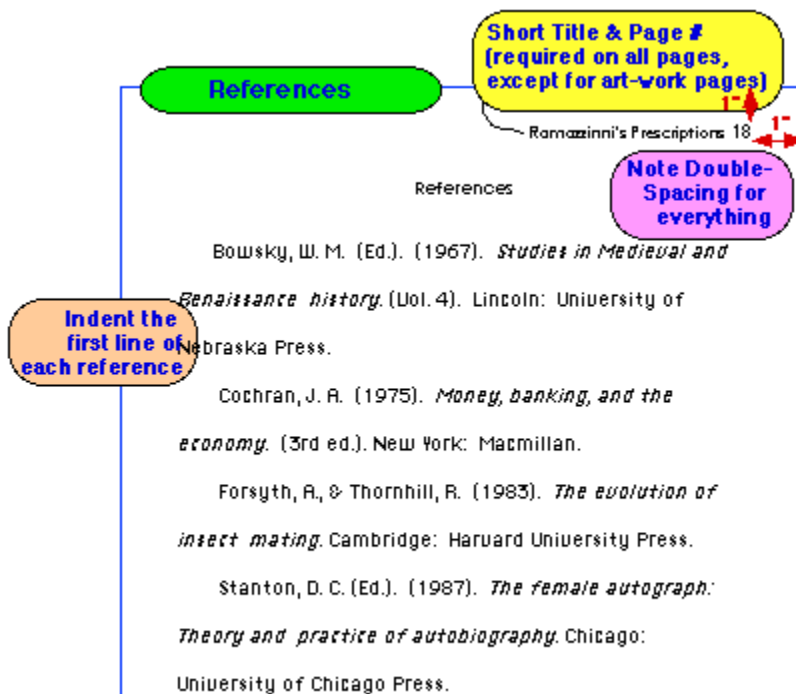 Short Title & Page #
(required on all pages,
except for art-work pages)
References
1"
1"
Ramazzinni's Prescriptions 18
Note Double-
Spacing for
everything
References
Bowsky, W. M. (Ed.). (1967). Studies in Medieval and
Renaissance history. (Vol. 4). Lincoln: University of
Nebraska Press.
Indent the
first line of
each reference
Cochran, J. A. (1975). Money, banking, and the
economy. (3rd ed.). New York: Macmillan.
Forsyth, A., & Thornhill, R. (1983). The evolution of
insect mating. Cambridge: Harvard University Press.
Stanton, D. C. (Ed.). (1987). The female autograph:
Theory and practice of autobiography. Chicago:
University of Chicago Press.